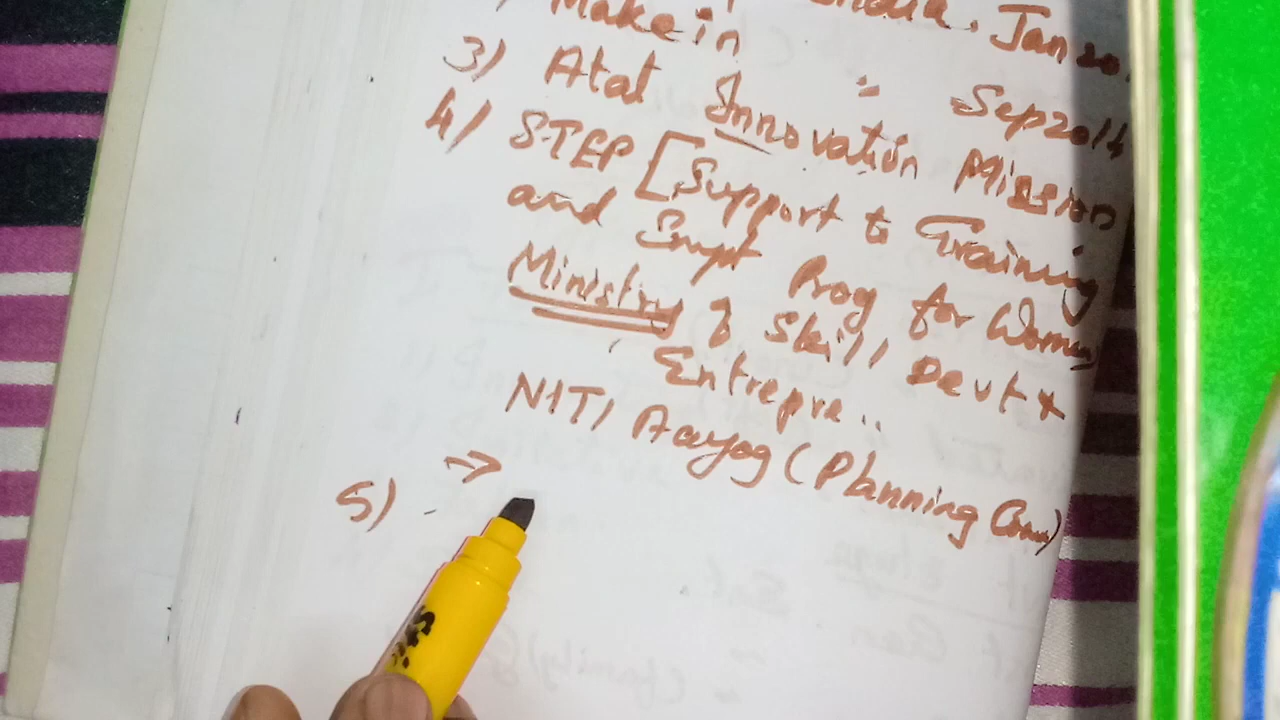 India. Jan 20
Make in " Sep 2014
3) Atal Innovation Mission
4) STEP [Support to Training
and Empt Prog for Women
Ministry of Skill Devt &
Entrepre..
NITI Aayog (Planning Com)
5) →